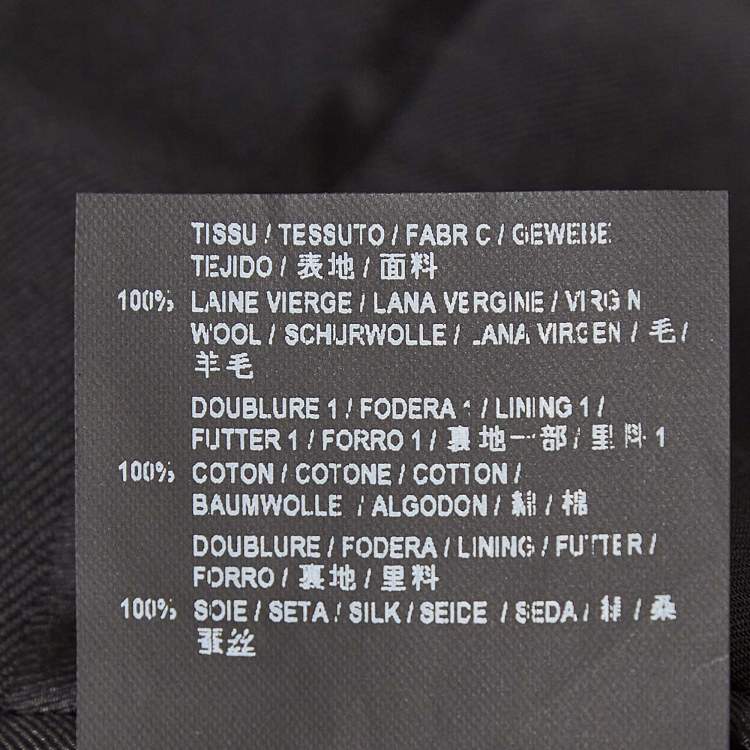 TISSU / TESSUTO / FABRIC / GEWEBE
TEJIDO / 表地 / 面料
100% LAINE VIERGE / LANA VERGINE / VIRGIN
WOOL / SCHURWOLLE / LANA VIRGEN / 毛 /
羊毛
DOUBLURE 1 / FODERA 1 / LINING 1 /
FUTTER 1 / FORRO 1 / 裏地一部 / 里料 1
100% COTON / COTONE / COTTON /
BAUMWOLLE / ALGODON / 綿 / 棉
DOUBLURE / FODERA / LINING / FUTTER /
FORRO / 裏地 / 里料
100% SOIE / SETA / SILK / SEIDE / SEDA / 絹 / 桑
蚕丝